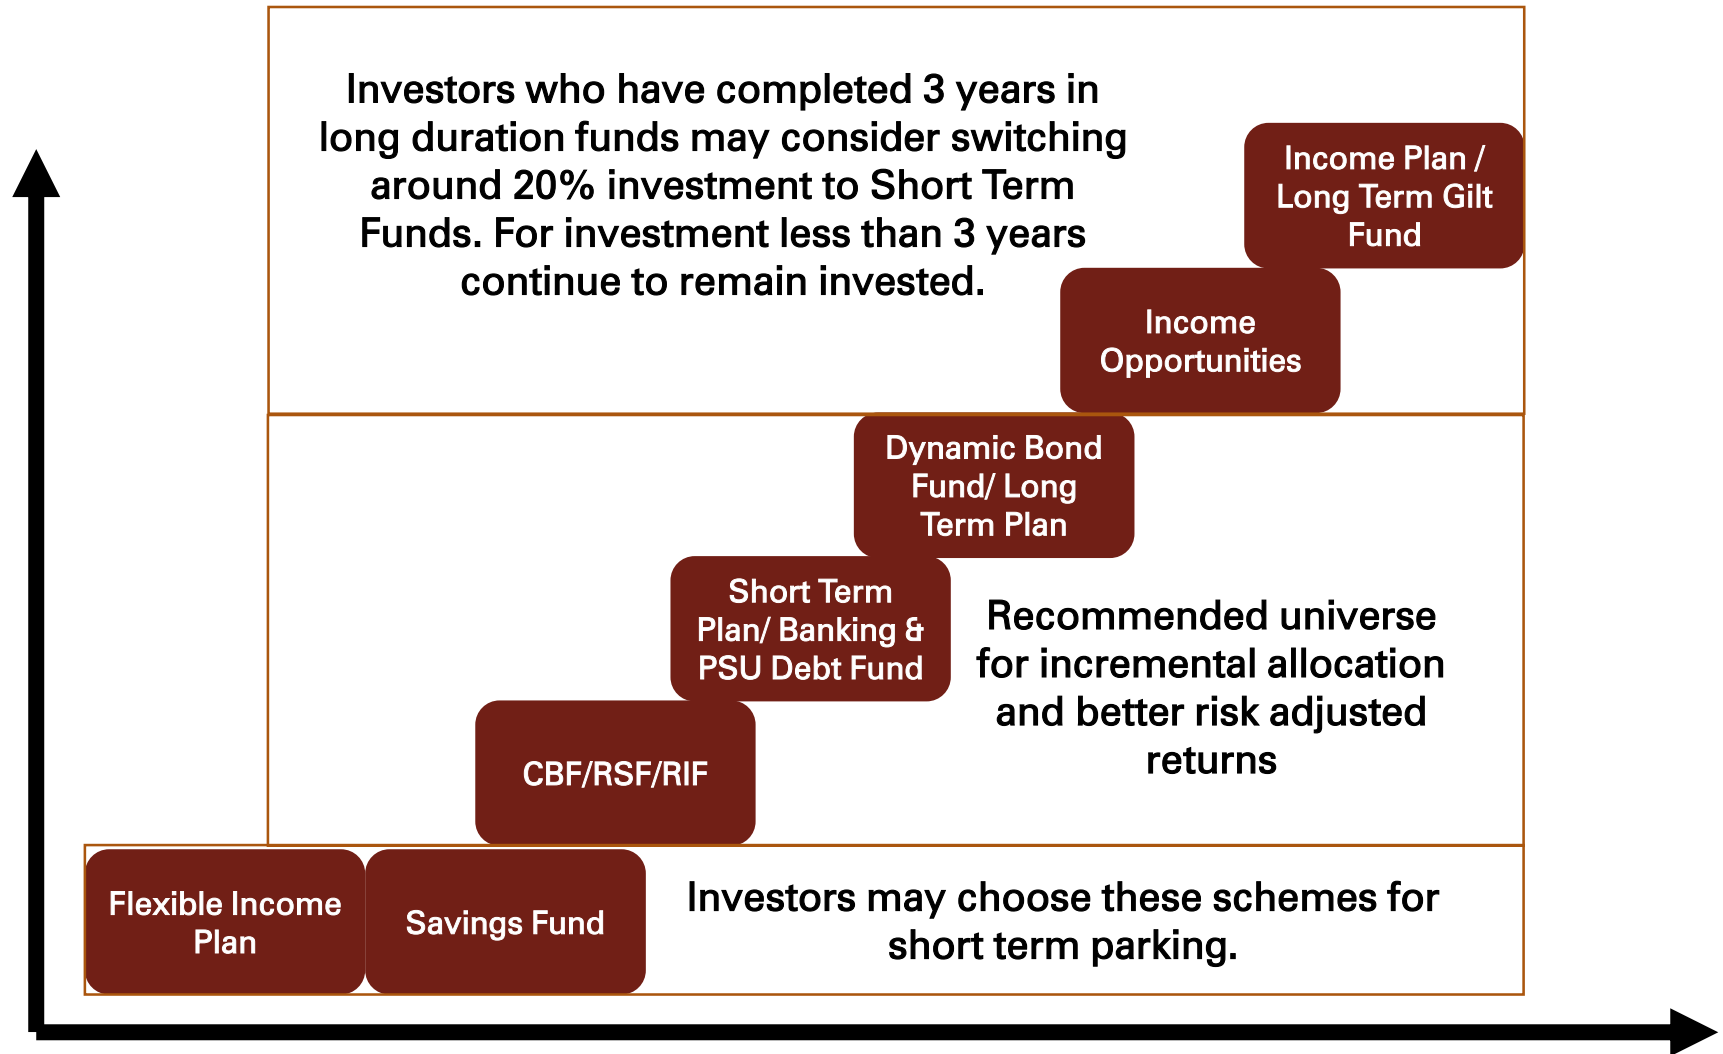 Investors who have completed 3 years in
long duration funds may consider switching
around 20% investment to Short Term
Funds. For investment less than 3 years
continue to remain invested.
Income Plan /
Long Term Gilt
Fund
Income
Opportunities
Dynamic Bond
Fund/ Long
Term Plan
Short Term
Plan/ Banking &
PSU Debt Fund
Recommended universe
for incremental allocation
and better risk adjusted
returns
CBF/RSF/RIF
Flexible Income
Plan
Savings Fund
Investors may choose these schemes for
short term parking.